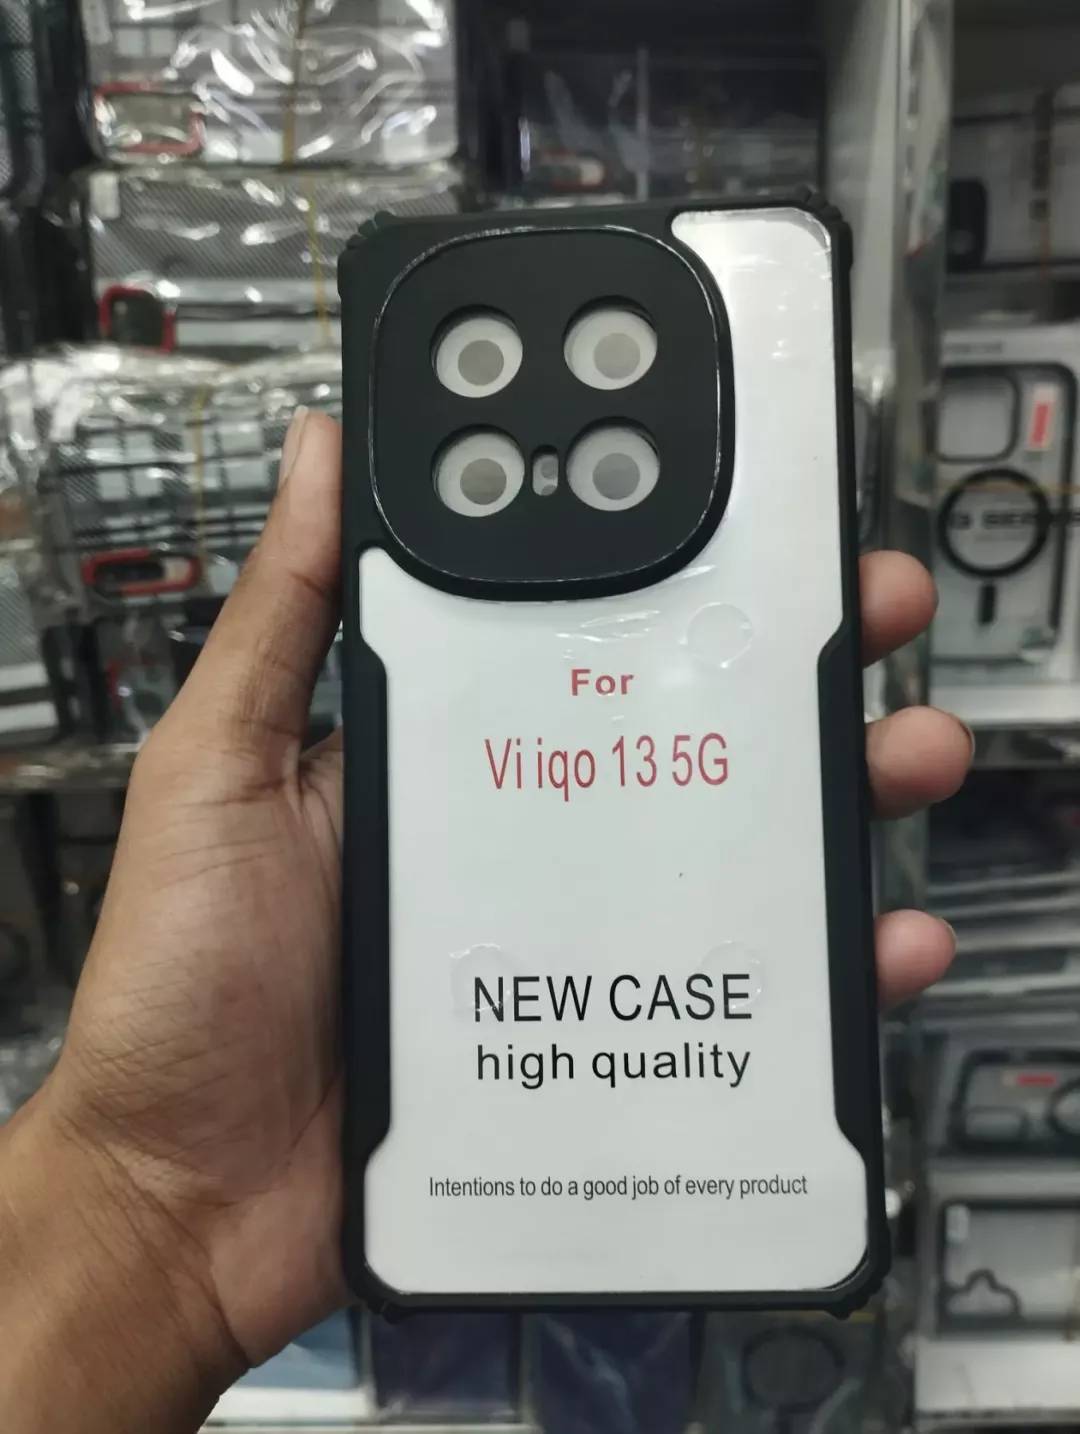 For
Vi iqo 13 5G
NEW CASE
high quality
Intentions to do a good job of every product